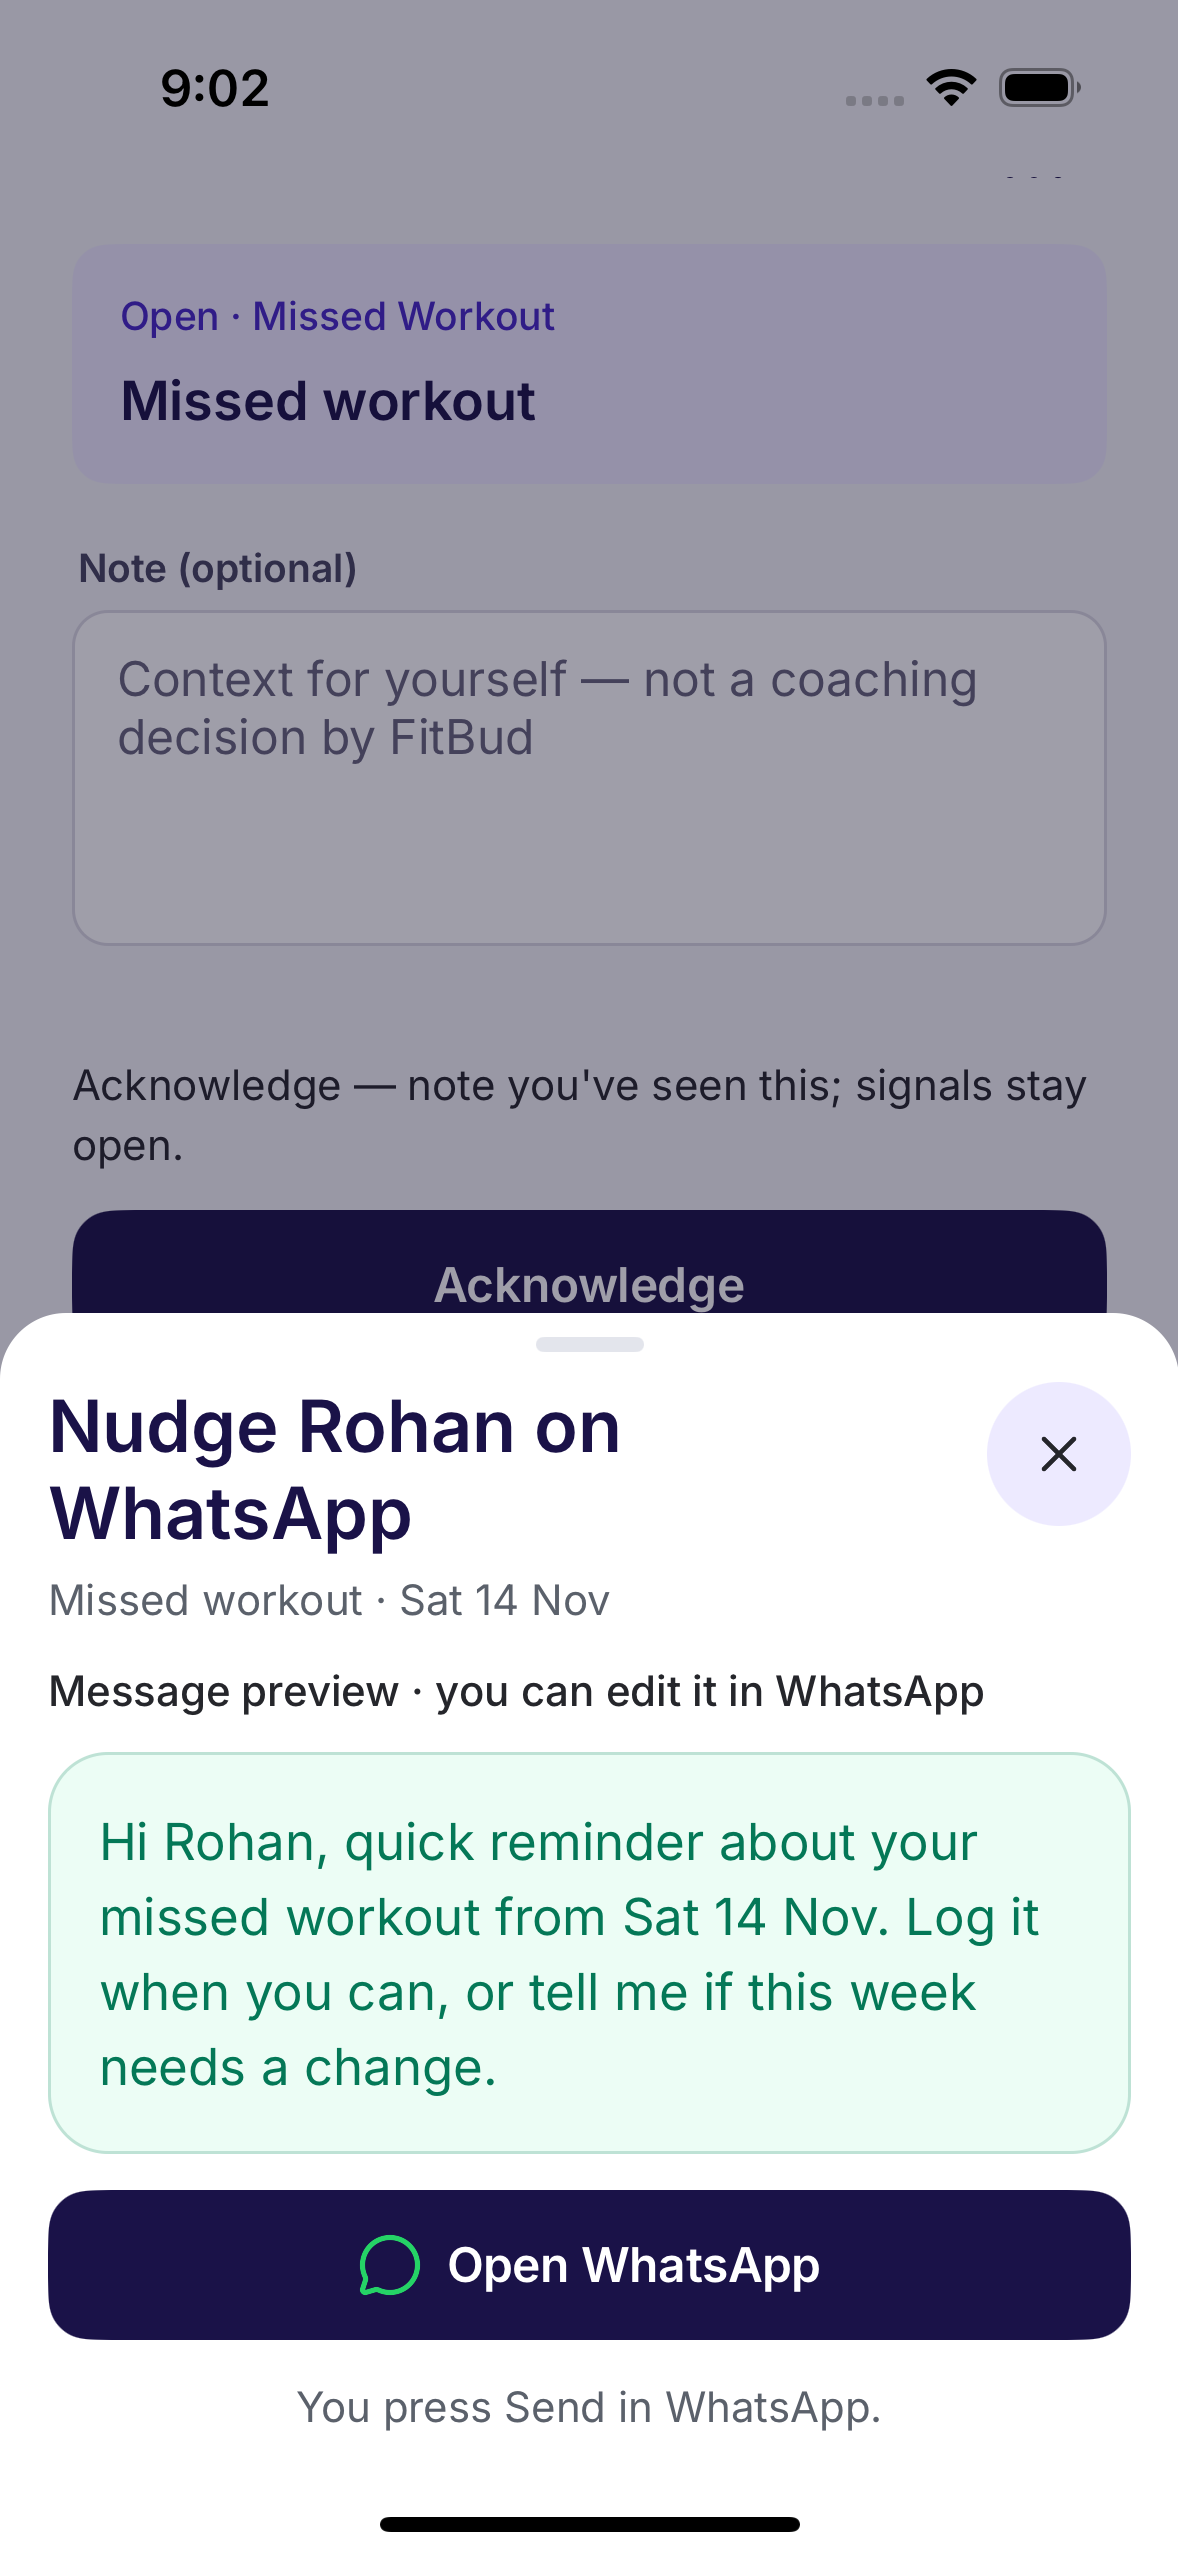 9:02
Open · Missed Workout
Missed workout
Note (optional)
Context for yourself — not a coaching
decision by FitBud
Acknowledge — note you've seen this; signals stay
open.
Acknowledge
Nudge Rohan on
WhatsApp
Missed workout · Sat 14 Nov
Message preview · you can edit it in WhatsApp
Hi Rohan, quick reminder about your
missed workout from Sat 14 Nov. Log it
when you can, or tell me if this week
needs a change.
Open WhatsApp
You press Send in WhatsApp.